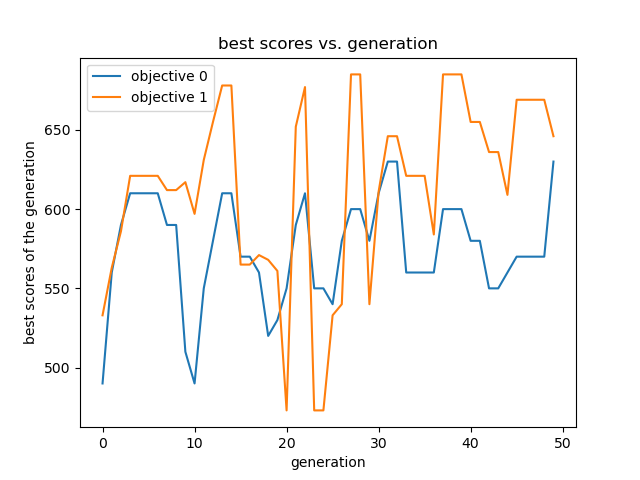 best scores vs. generation
objective 0
objective 1
best scores of the generation
650
600
550
500
0 10 20 30 40 50
generation